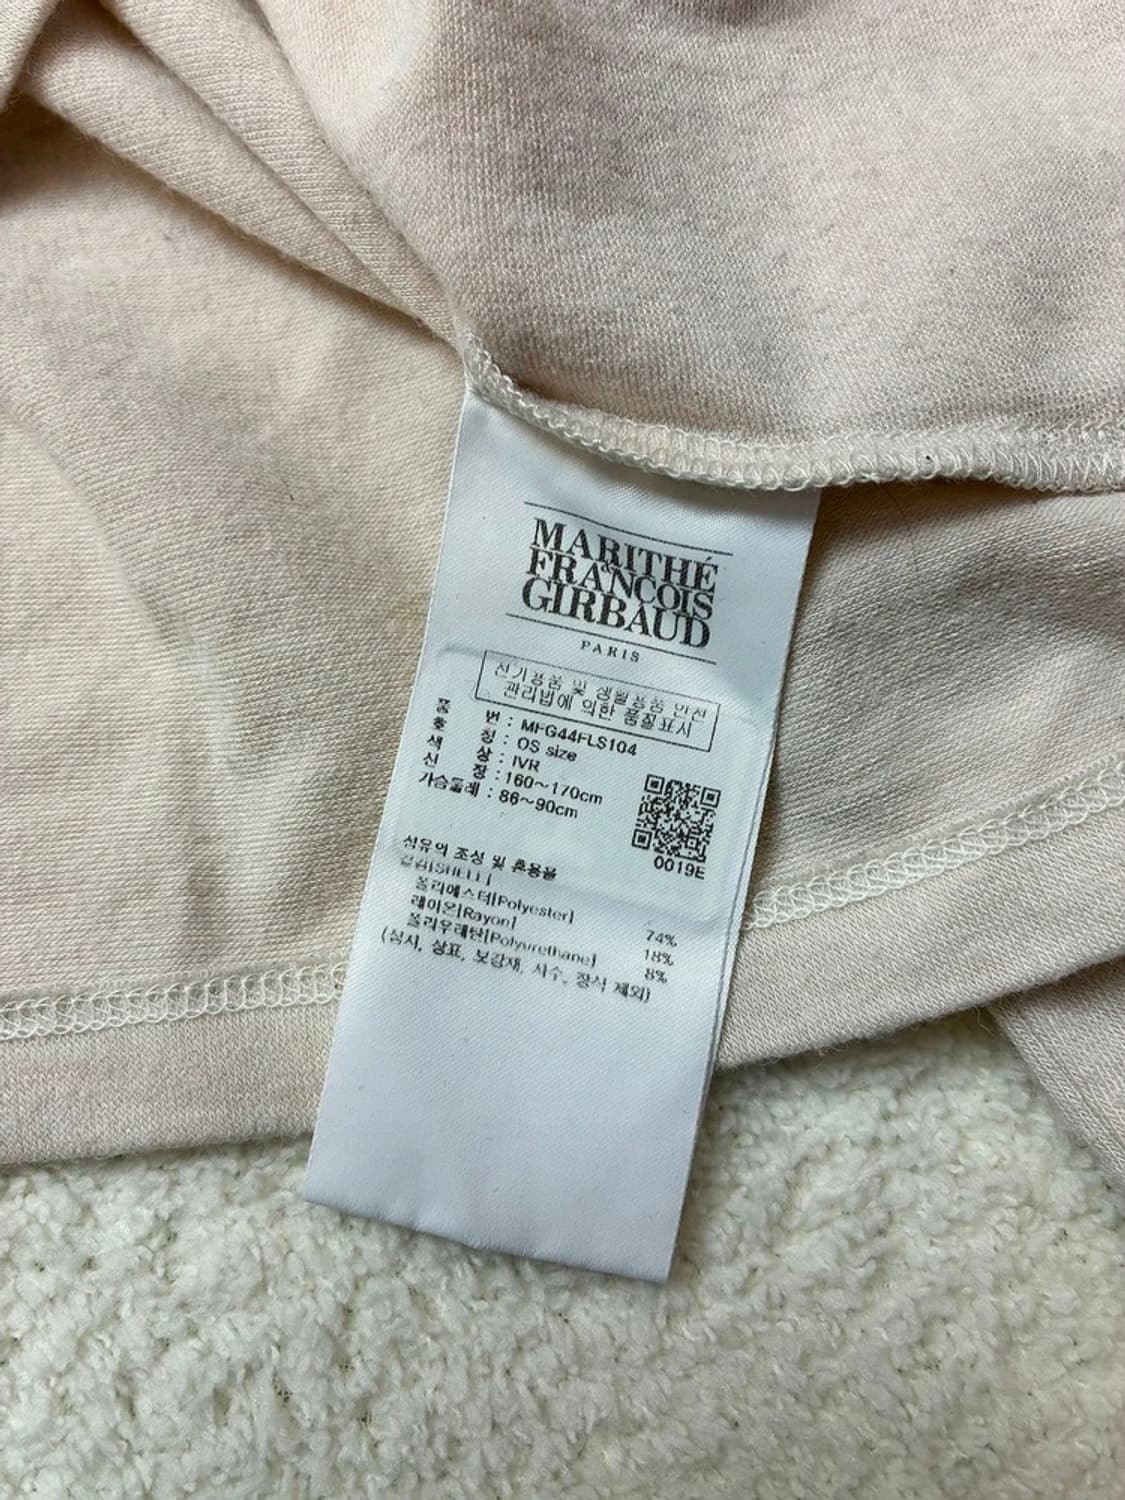 MARITHÉ
FRANCOIS
&
GIRBAUD
PARIS
전기용품 및 생활용품 안전
관리법에 의한 품질표시
품 번 : MFG44FLS104
호 칭 : OS size
색 상 : IVR
신 장 : 160~170cm
가슴둘레 : 86~90cm
0019E
섬유의 조성 및 혼용율
겉감[SHELL]
폴리에스터[Polyester] 74%
레이온[Rayon] 18%
폴리우레탄[Polyurethane] 8%
(심지, 상표, 보강재, 자수, 장식 제외)